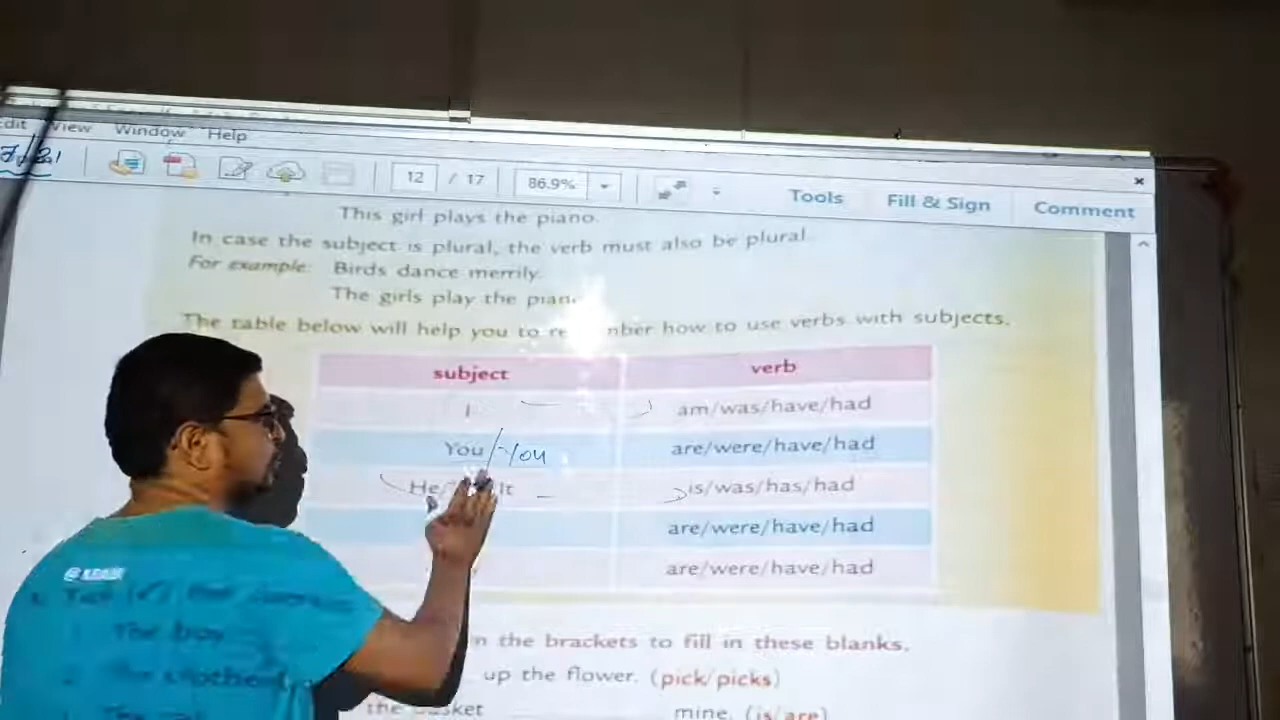 Edit View Window Help
12 / 17 86.9% Tools Fill & Sign Comment
This girl plays the piano.
In case the subject is plural, the verb must also be plural.
For example: Birds dance merrily.
The girls play the
The table below will help you to how to use verbs with subjects.
subject verb
I am/was/have/had
You/You are/were/have/had
He/ It is/was/has/had
are/were/have/had
are/were/have/had
the brackets to fill in these blanks.
up the flower. (pick/picks)
the basket mine. (is/are)
The boy